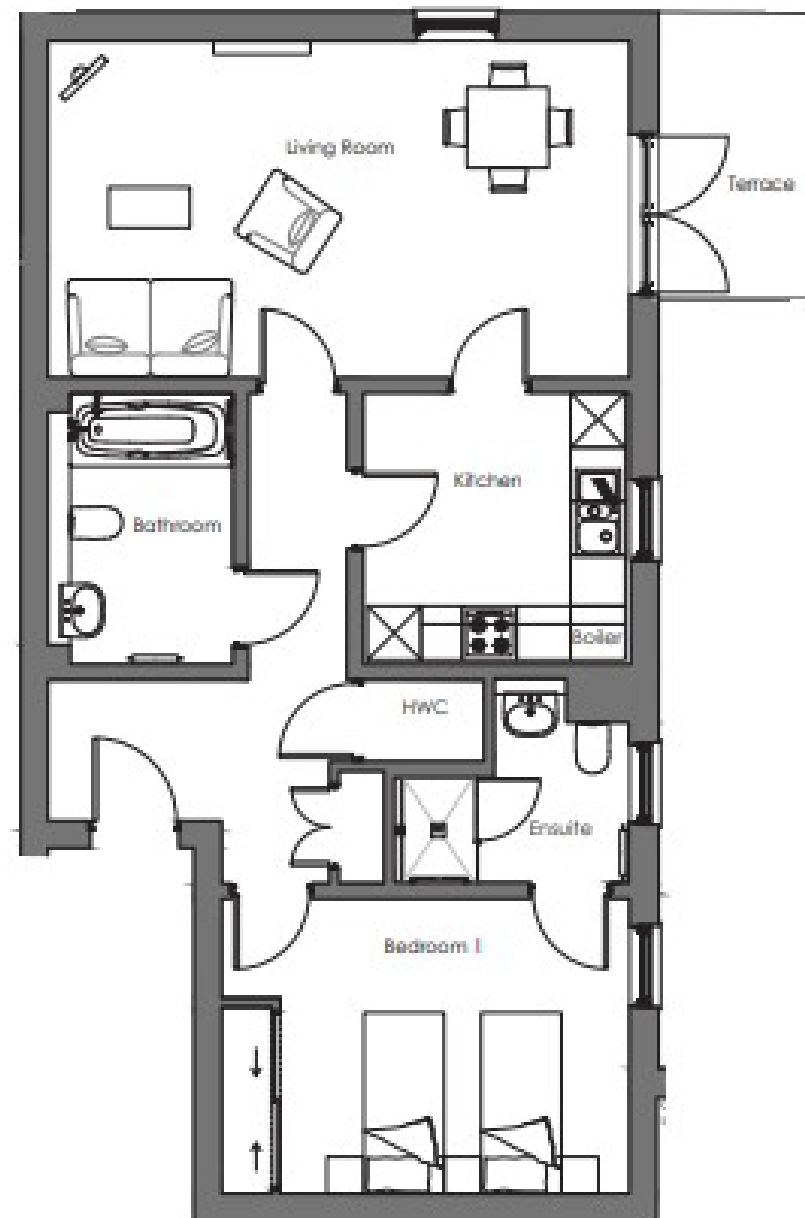 Living Room
Terrace
Kitchen
Bathroom
Boiler
HWC
Ensuite
Bedroom 1